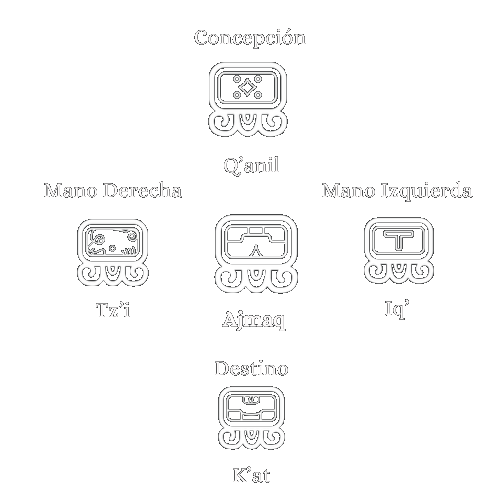 Concepción
Q'anil
Mano Derecha
Mano Izquierda
Tz'i
Ajmaq
Iq'
Destino
K'at